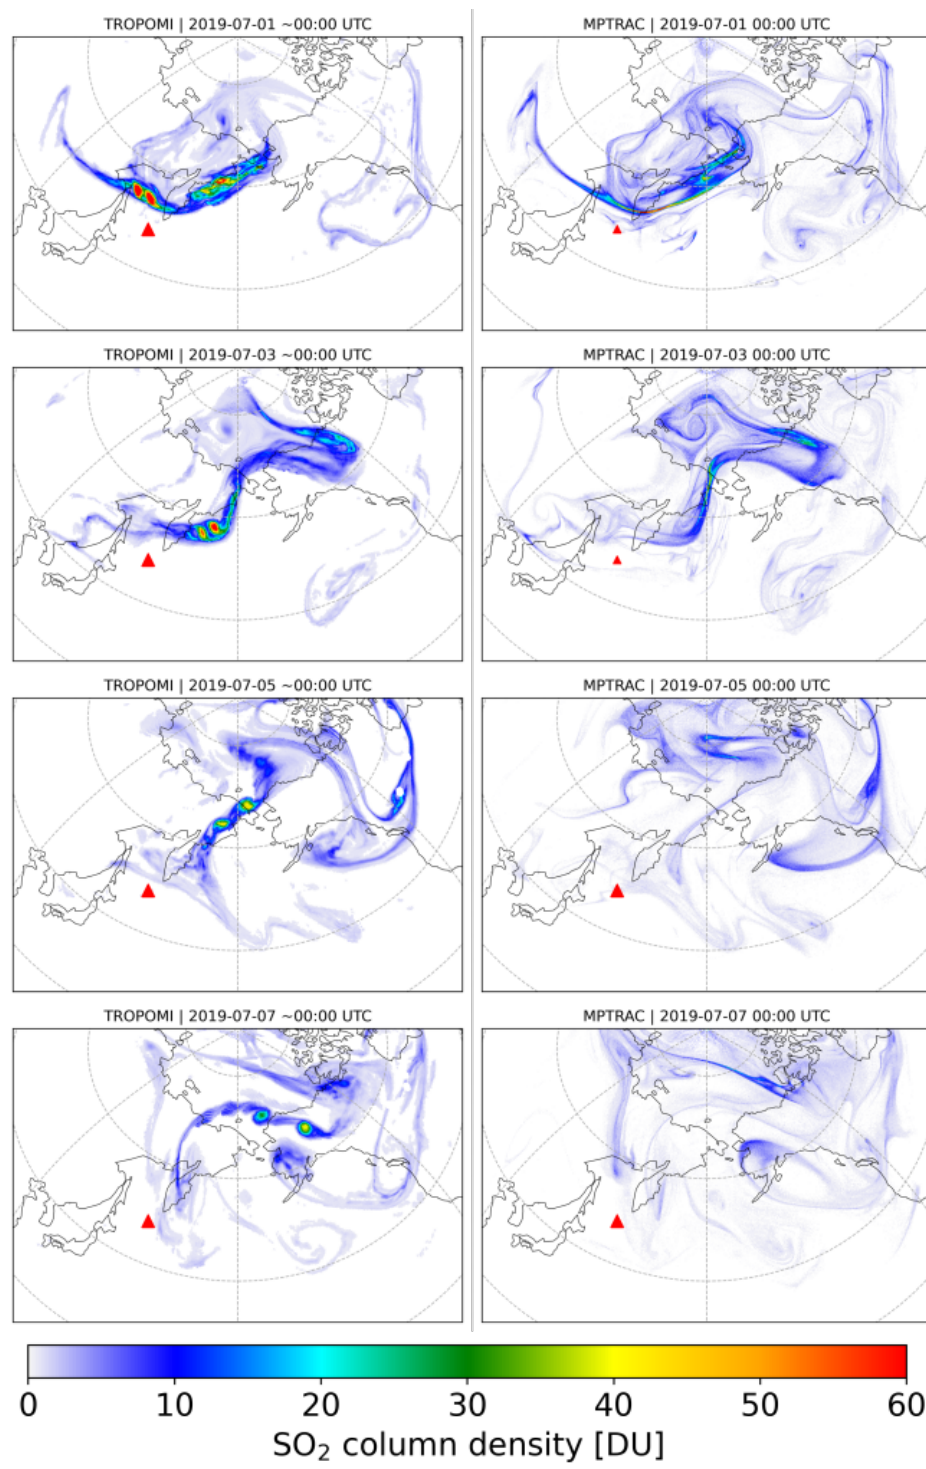 TROPOMI | 2019-07-01 ~00:00 UTC
MPTRAC | 2019-07-01 00:00 UTC
TROPOMI | 2019-07-03 ~00:00 UTC
MPTRAC | 2019-07-03 00:00 UTC
TROPOMI | 2019-07-05 ~00:00 UTC
MPTRAC | 2019-07-05 00:00 UTC
TROPOMI | 2019-07-07 ~00:00 UTC
MPTRAC | 2019-07-07 00:00 UTC
0 10 20 30 40 50 60
SO₂ column density [DU]